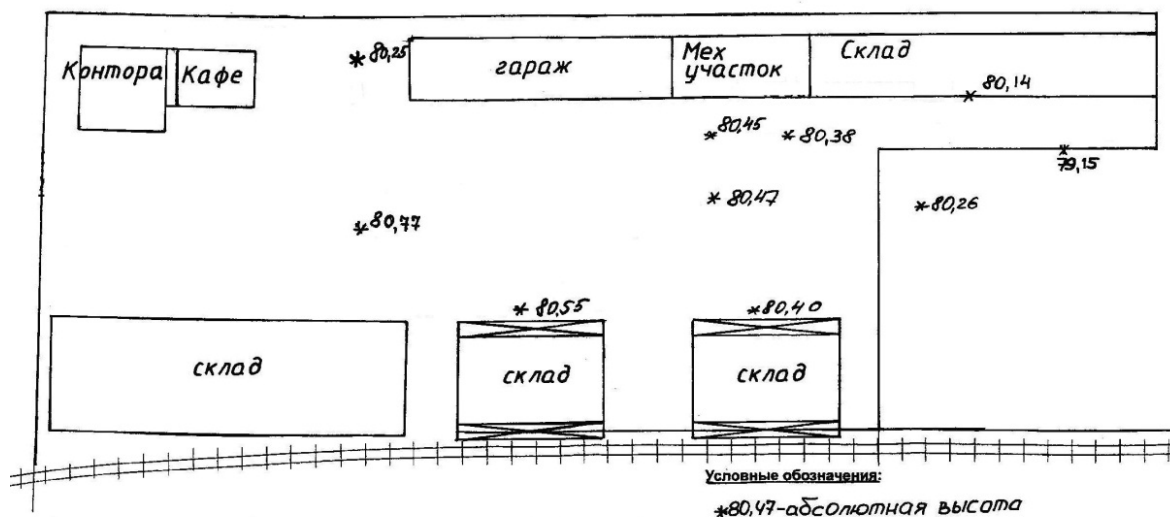 80,25
Контора
Кафе
гараж
Мех
участок
Склад
80,14
80,45
80,38
79,15
80,47
80,26
80,77
80,55
80,40
склад
склад
склад
Условные обозначения:
80,47-абсолютная высота